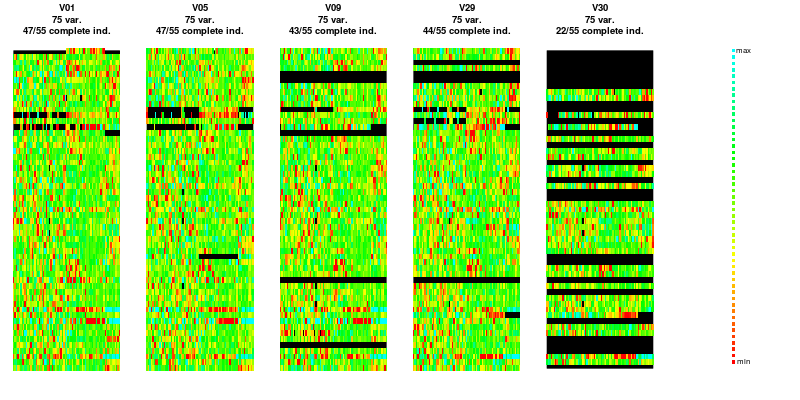 V01
75 var.
47/55 complete ind.
V05
75 var.
47/55 complete ind.
V09
75 var.
43/55 complete ind.
V29
75 var.
44/55 complete ind.
V30
75 var.
22/55 complete ind.
max
min